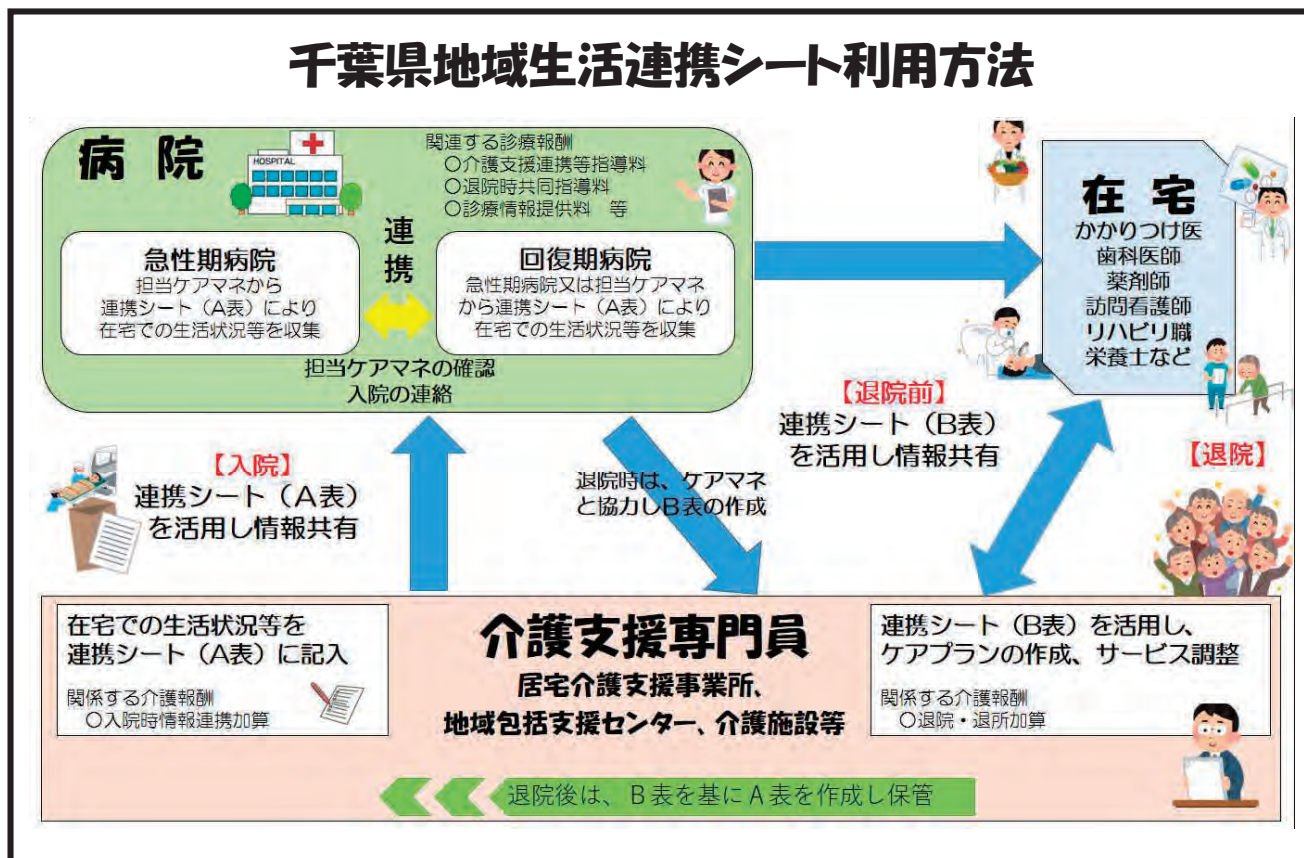 千葉県地域生活連携シート利用方法
病院
HOSPITAL
関連する診療報酬
〇介護支援連携等指導料
〇退院時共同指導料
〇診療情報提供料　等
連携
急性期病院
担当ケアマネから
連携シート（A表）により
在宅での生活状況等を収集
回復期病院
急性期病院又は担当ケアマネ
から連携シート（A表）により
在宅での生活状況等を収集
担当ケアマネの確認
入院の連絡
在宅
かかりつけ医
歯科医師
薬剤師
訪問看護師
リハビリ職
栄養士など
【入院】
連携シート（A表）
を活用し情報共有
退院時は、ケアマネ
と協力しB表の作成
【退院前】
連携シート（B表）
を活用し情報共有
【退院】
在宅での生活状況等を
連携シート（A表）に記入
関係する介護報酬
〇入院時情報連携加算
介護支援専門員
居宅介護支援事業所、
地域包括支援センター、介護施設等
連携シート（B表）を活用し、
ケアプランの作成、サービス調整
関係する介護報酬
〇退院・退所加算
退院後は、B表を基にA表を作成し保管